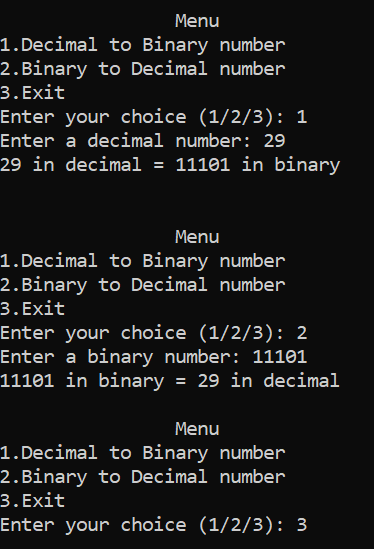 Menu
1.Decimal to Binary number
2.Binary to Decimal number
3.Exit
Enter your choice (1/2/3): 1
Enter a decimal number: 29
29 in decimal = 11101 in binary
Menu
1.Decimal to Binary number
2.Binary to Decimal number
3.Exit
Enter your choice (1/2/3): 2
Enter a binary number: 11101
11101 in binary = 29 in decimal
Menu
1.Decimal to Binary number
2.Binary to Decimal number
3.Exit
Enter your choice (1/2/3): 3